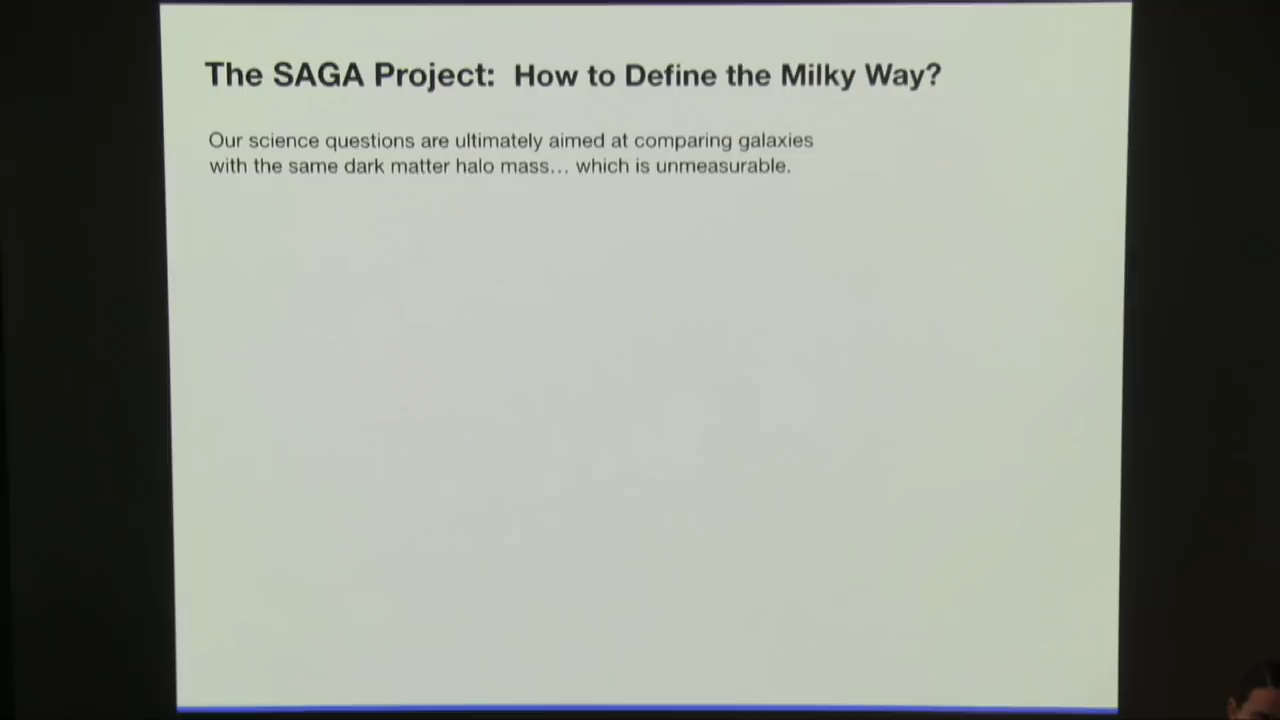 The SAGA Project: How to Define the Milky Way?
Our science questions are ultimately aimed at comparing galaxies
with the same dark matter halo mass... which is unmeasurable.